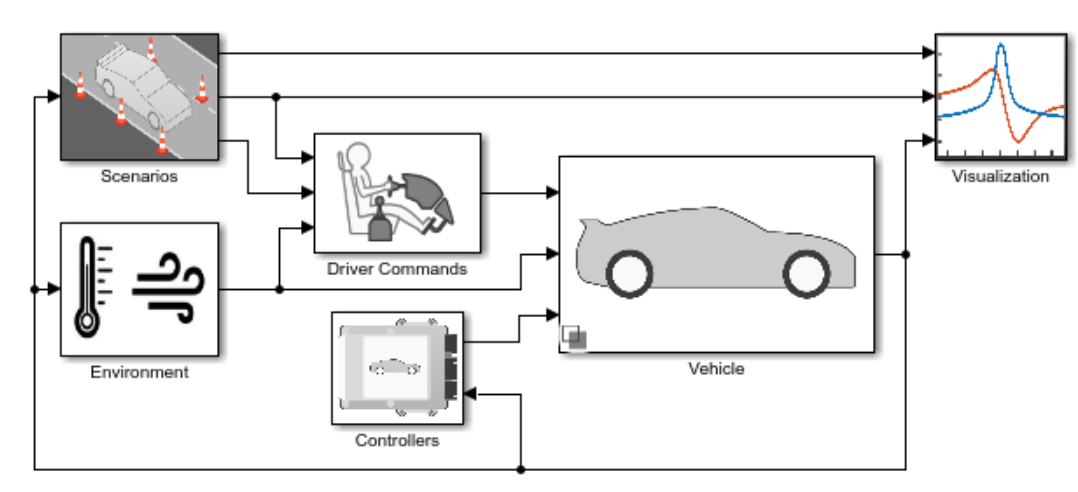 Scenarios
Visualization
Driver Commands
Environment
Vehicle
Controllers